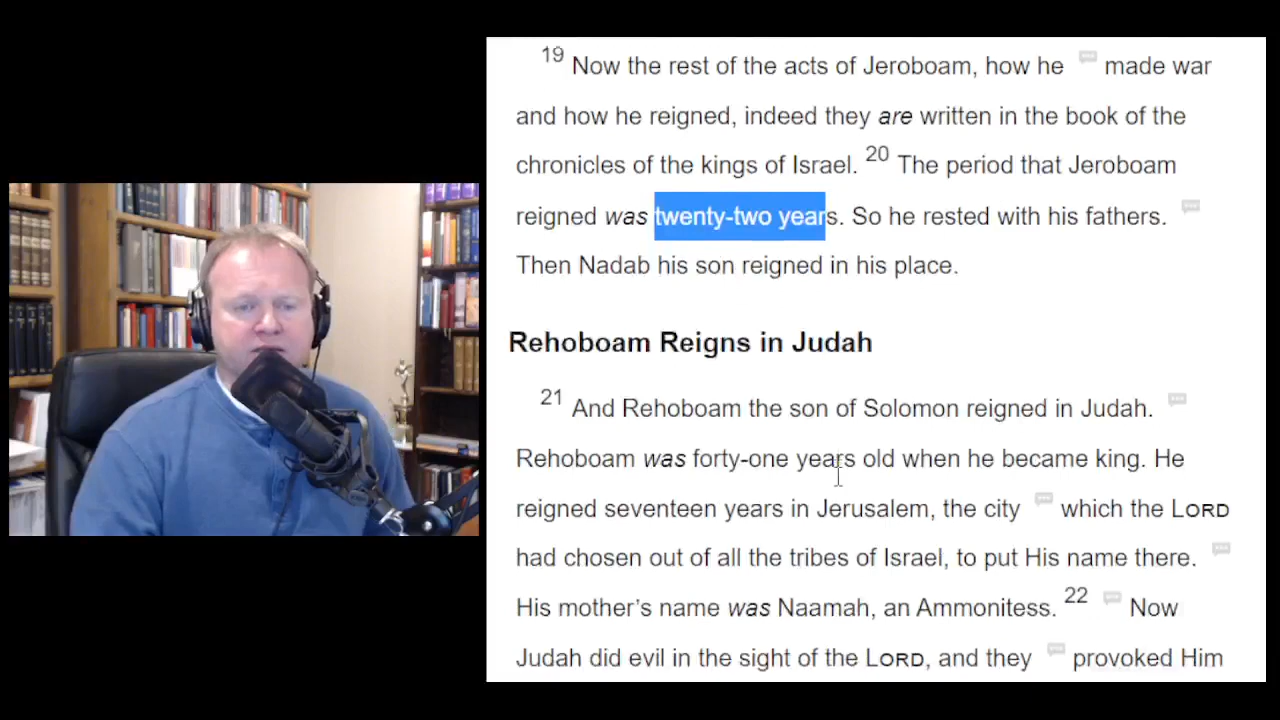 19 Now the rest of the acts of Jeroboam, how he made war
and how he reigned, indeed they are written in the book of the
chronicles of the kings of Israel. 20 The period that Jeroboam
reigned was twenty-two years. So he rested with his fathers.
Then Nadab his son reigned in his place.
Rehoboam Reigns in Judah
21 And Rehoboam the son of Solomon reigned in Judah.
Rehoboam was forty-one years old when he became king. He
reigned seventeen years in Jerusalem, the city which the LORD
had chosen out of all the tribes of Israel, to put His name there.
His mother’s name was Naamah, an Ammonitess. 22 Now
Judah did evil in the sight of the LORD, and they provoked Him